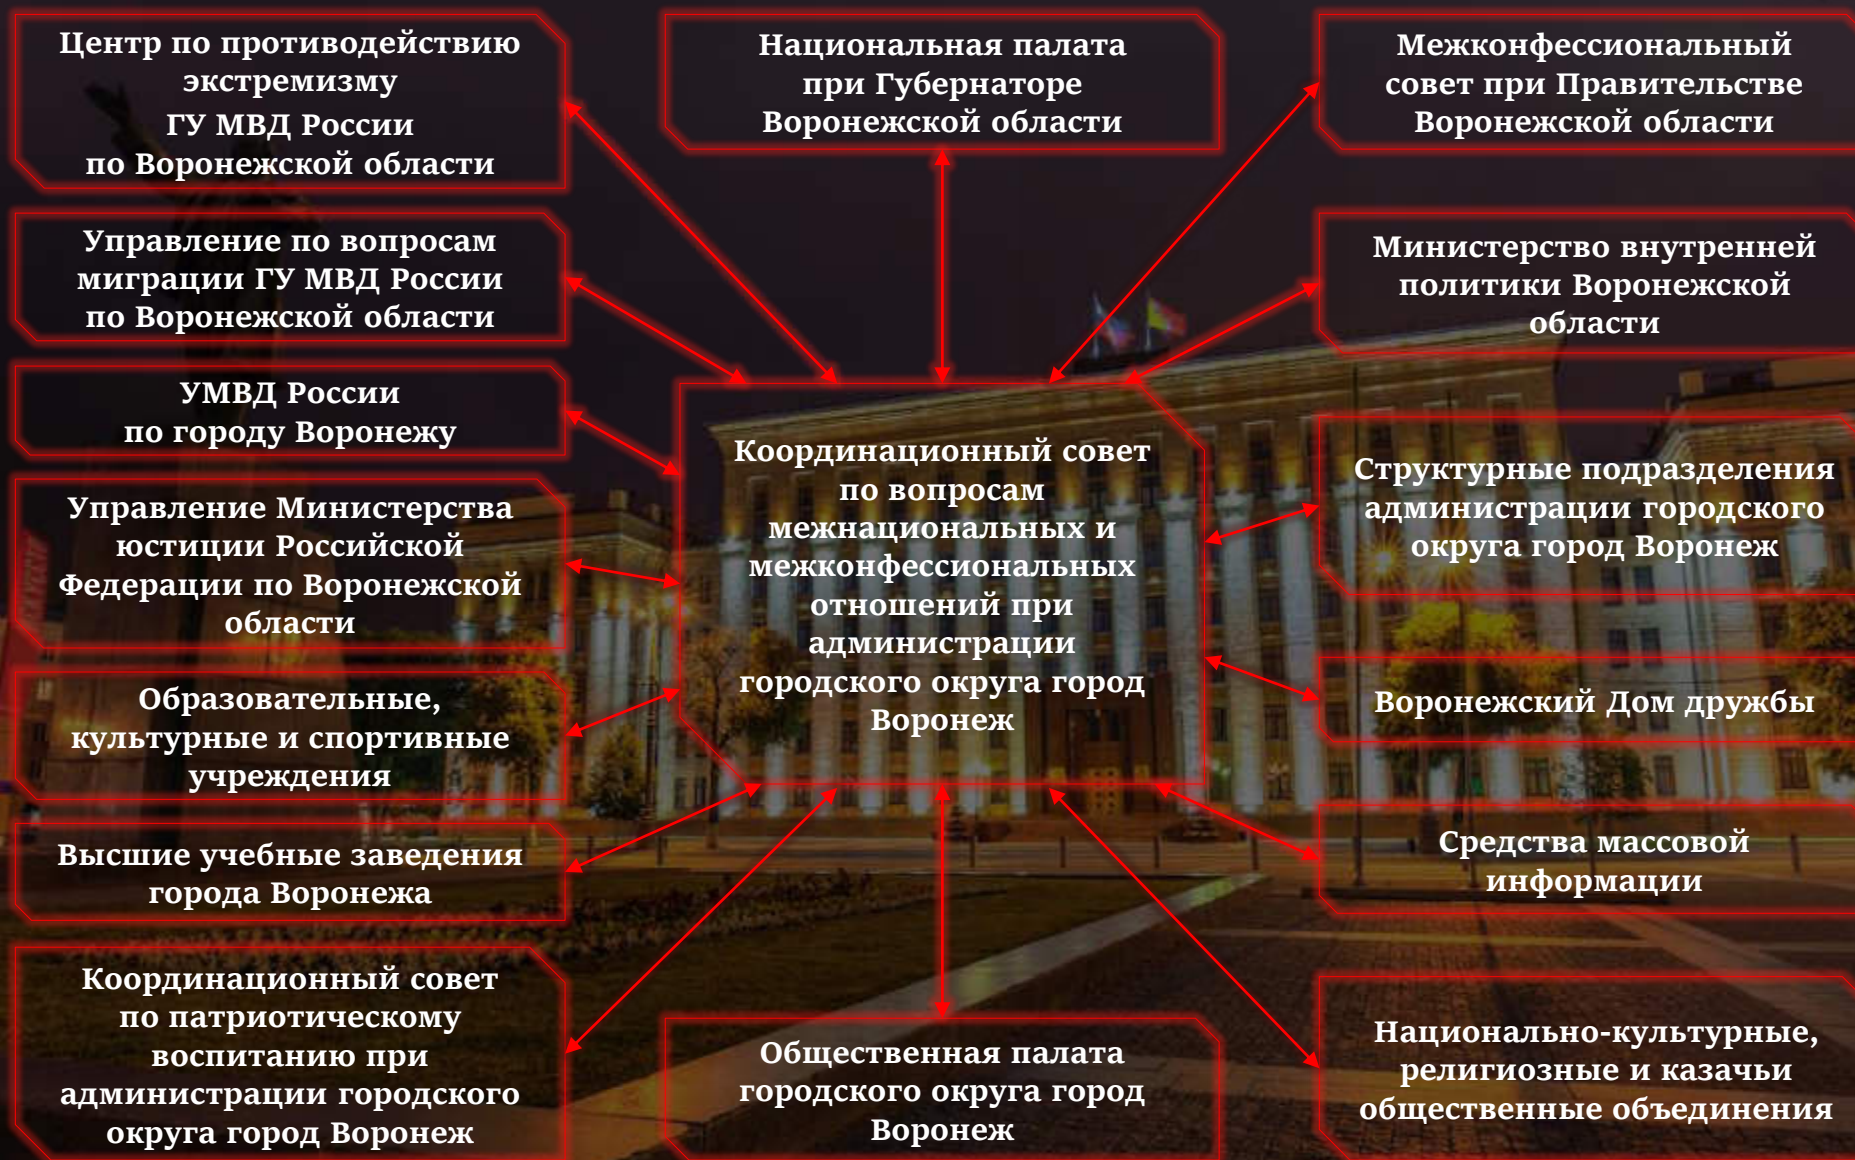 Центр по противодействию
экстремизму
ГУ МВД России
по Воронежской области
Национальная палата
при Губернаторе
Воронежской области
Межконфессиональный
совет при Правительстве
Воронежской области
Управление по вопросам
миграции ГУ МВД России
по Воронежской области
Министерство внутренней
политики Воронежской
области
УМВД России
по городу Воронежу
Координационный совет
по вопросам
межнациональных и
межконфессиональных
отношений при
администрации
городского округа город
Воронеж
Структурные подразделения
администрации городского
округа город Воронеж
Управление Министерства
юстиции Российской
Федерации по Воронежской
области
Образовательные,
культурные и спортивные
учреждения
Воронежский Дом дружбы
Высшие учебные заведения
города Воронежа
Средства массовой
информации
Координационный совет
по патриотическому
воспитанию при
администрации городского
округа город Воронеж
Общественная палата
городского округа город
Воронеж
Национально-культурные,
религиозные и казачьи
общественные объединения